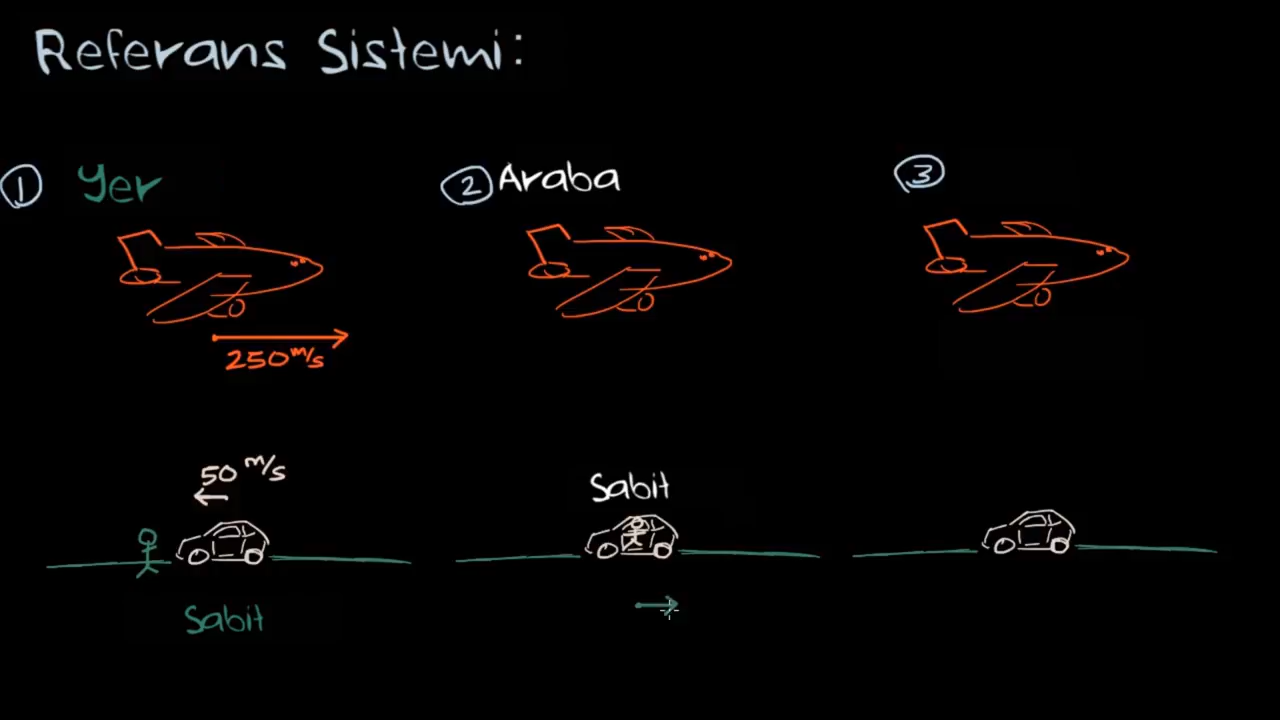 Referans Sistemi:
1 Yer
2 Araba
3
250 m/s
50 m/s
Sabit
Sabit